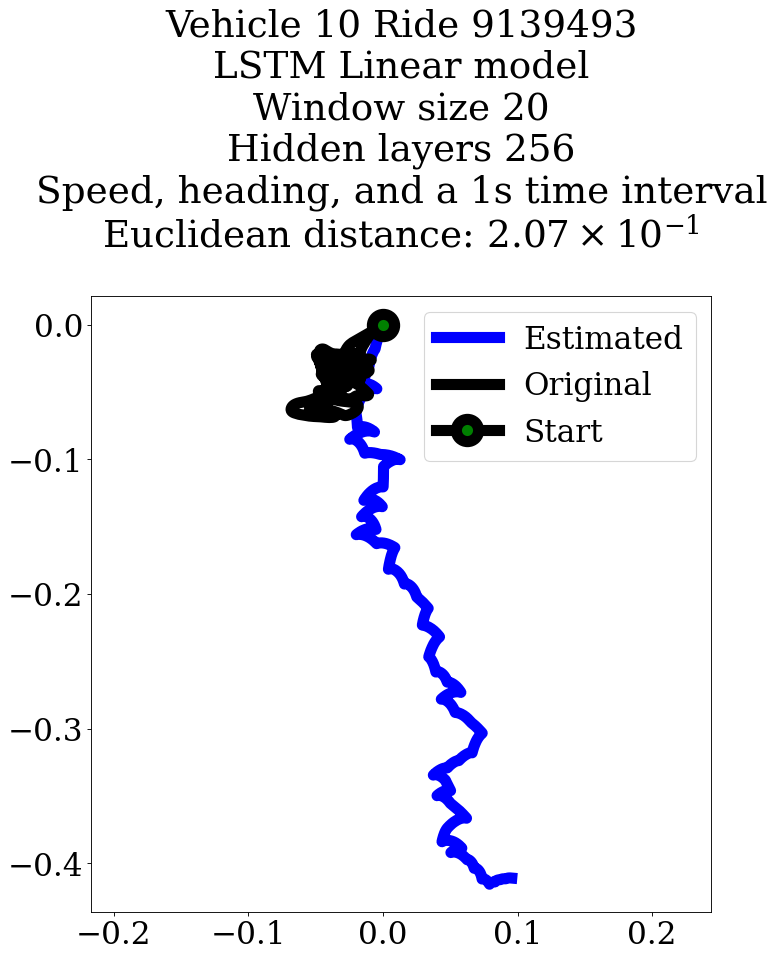 Vehicle 10 Ride 9139493
LSTM Linear model
Window size 20
Hidden layers 256
Speed, heading, and a 1s time interval
Euclidean distance: 2.07 × 10⁻¹
Estimated
Original
Start
0.0
−0.1
−0.2
−0.3
−0.4
−0.2 −0.1 0.0 0.1 0.2